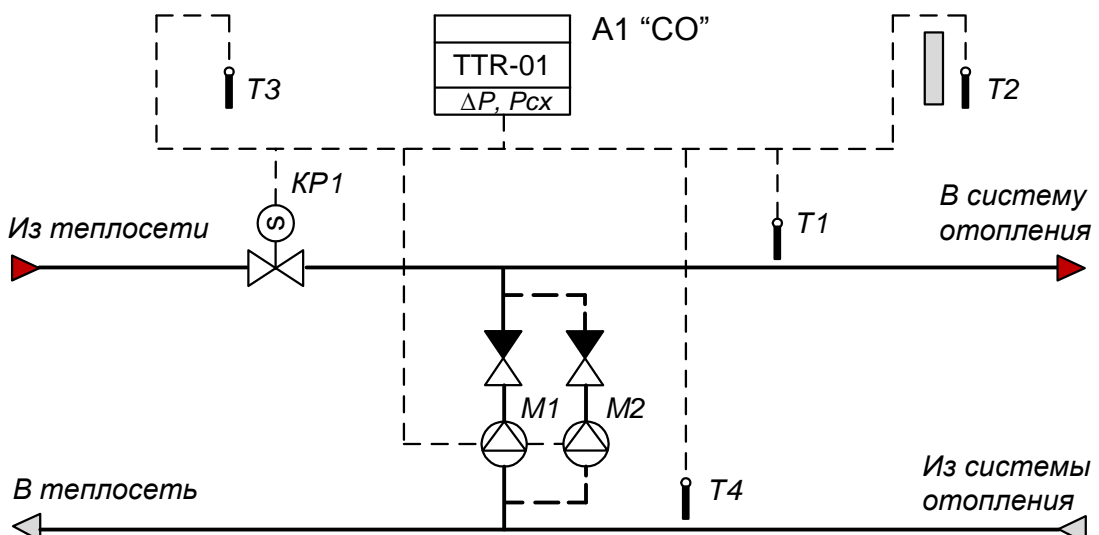 A1 “CO”
TTR-01
ΔP, Pcx
T3
T2
КР1
T1
Из теплосети
В систему
отопления
S
M1
M2
T4
В теплосеть
Из системы
отопления